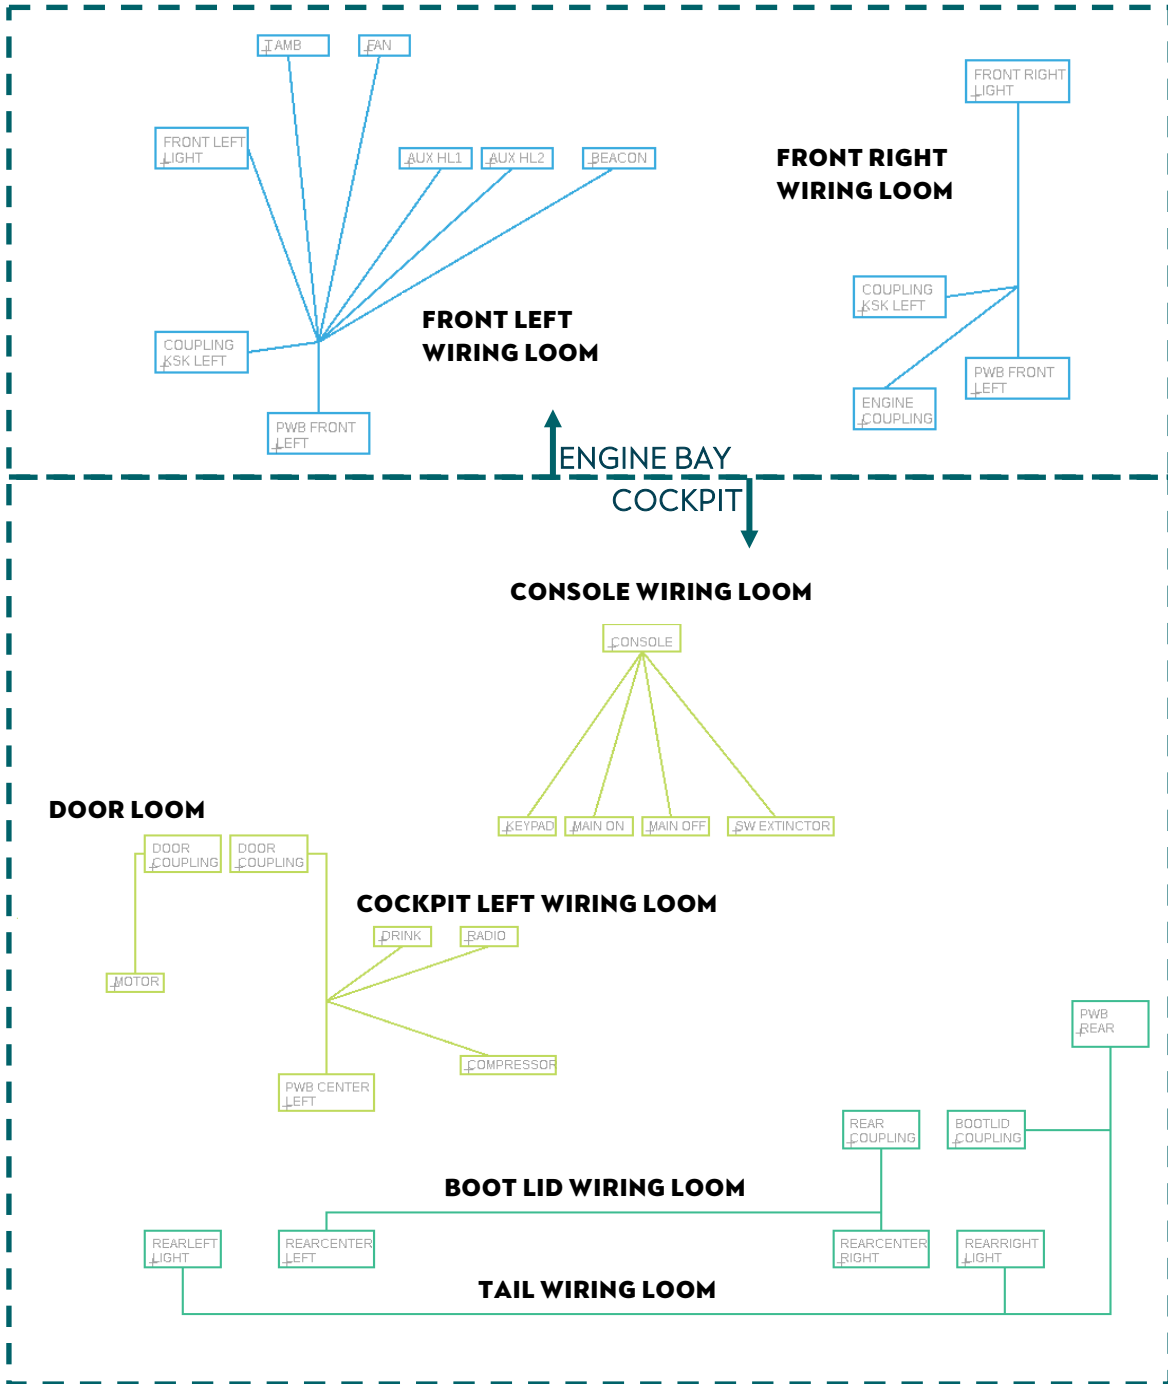 TAMB
FAN
FRONT RIGHT
LIGHT
FRONT LEFT
LIGHT
AUX HL1
AUX HL2
BEACON
FRONT RIGHT
WIRING LOOM
COUPLING
KSK LEFT
FRONT LEFT
WIRING LOOM
COUPLING
KSK LEFT
PWB FRONT
LEFT
ENGINE
COUPLING
PWB FRONT
LEFT
ENGINE BAY
COCKPIT
CONSOLE WIRING LOOM
CONSOLE
DOOR LOOM
KEYPAD
MAIN ON
MAIN OFF
SW EXTINCTOR
DOOR
COUPLING
DOOR
COUPLING
COCKPIT LEFT WIRING LOOM
DRINK
RADIO
MOTOR
PWB
REAR
COMPRESSOR
PWB CENTER
LEFT
REAR
COUPLING
BOOTLID
COUPLING
BOOT LID WIRING LOOM
REARLEFT
LIGHT
REARCENTER
LEFT
REARCENTER
RIGHT
REARRIGHT
LIGHT
TAIL WIRING LOOM